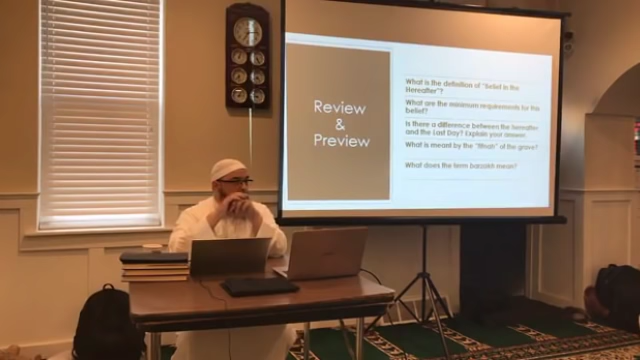 Review
&
Preview
What is the definition of "Belief in the
Hereafter"?
What are the minimum requirements for this
belief?
Is there a difference between the Hereafter
and the Last Day? Explain your answer.
What is meant by the "fitnah" of the grave?
What does the term barzakh mean?